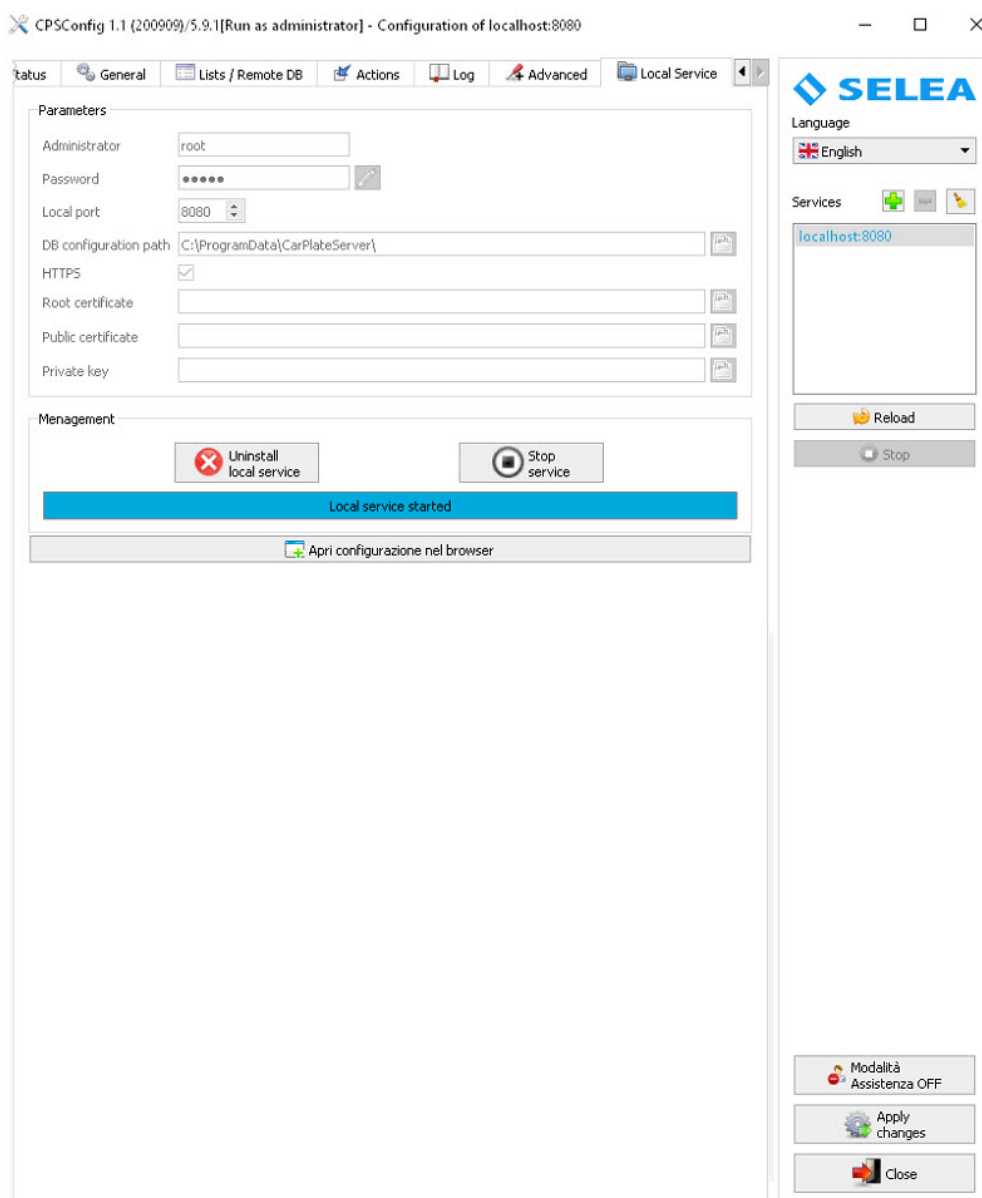 CPSConfig 1.1 (200909)/5.9.1[Run as administrator] - Configuration of localhost:8080
tatus General Lists / Remote DB Actions Log Advanced Local Service
Parameters
Administrator root
Password •••••
Local port 8080
DB configuration path C:\ProgramData\CarPlateServer\
HTTPS
Root certificate
Public certificate
Private key
Menagement
Uninstall
local service
Stop
service
Local service started
Apri configurazione nel browser
SELEA
Language
English
Services
localhost:8080
Reload
Stop
Modalità
Assistenza OFF
Apply
changes
Close